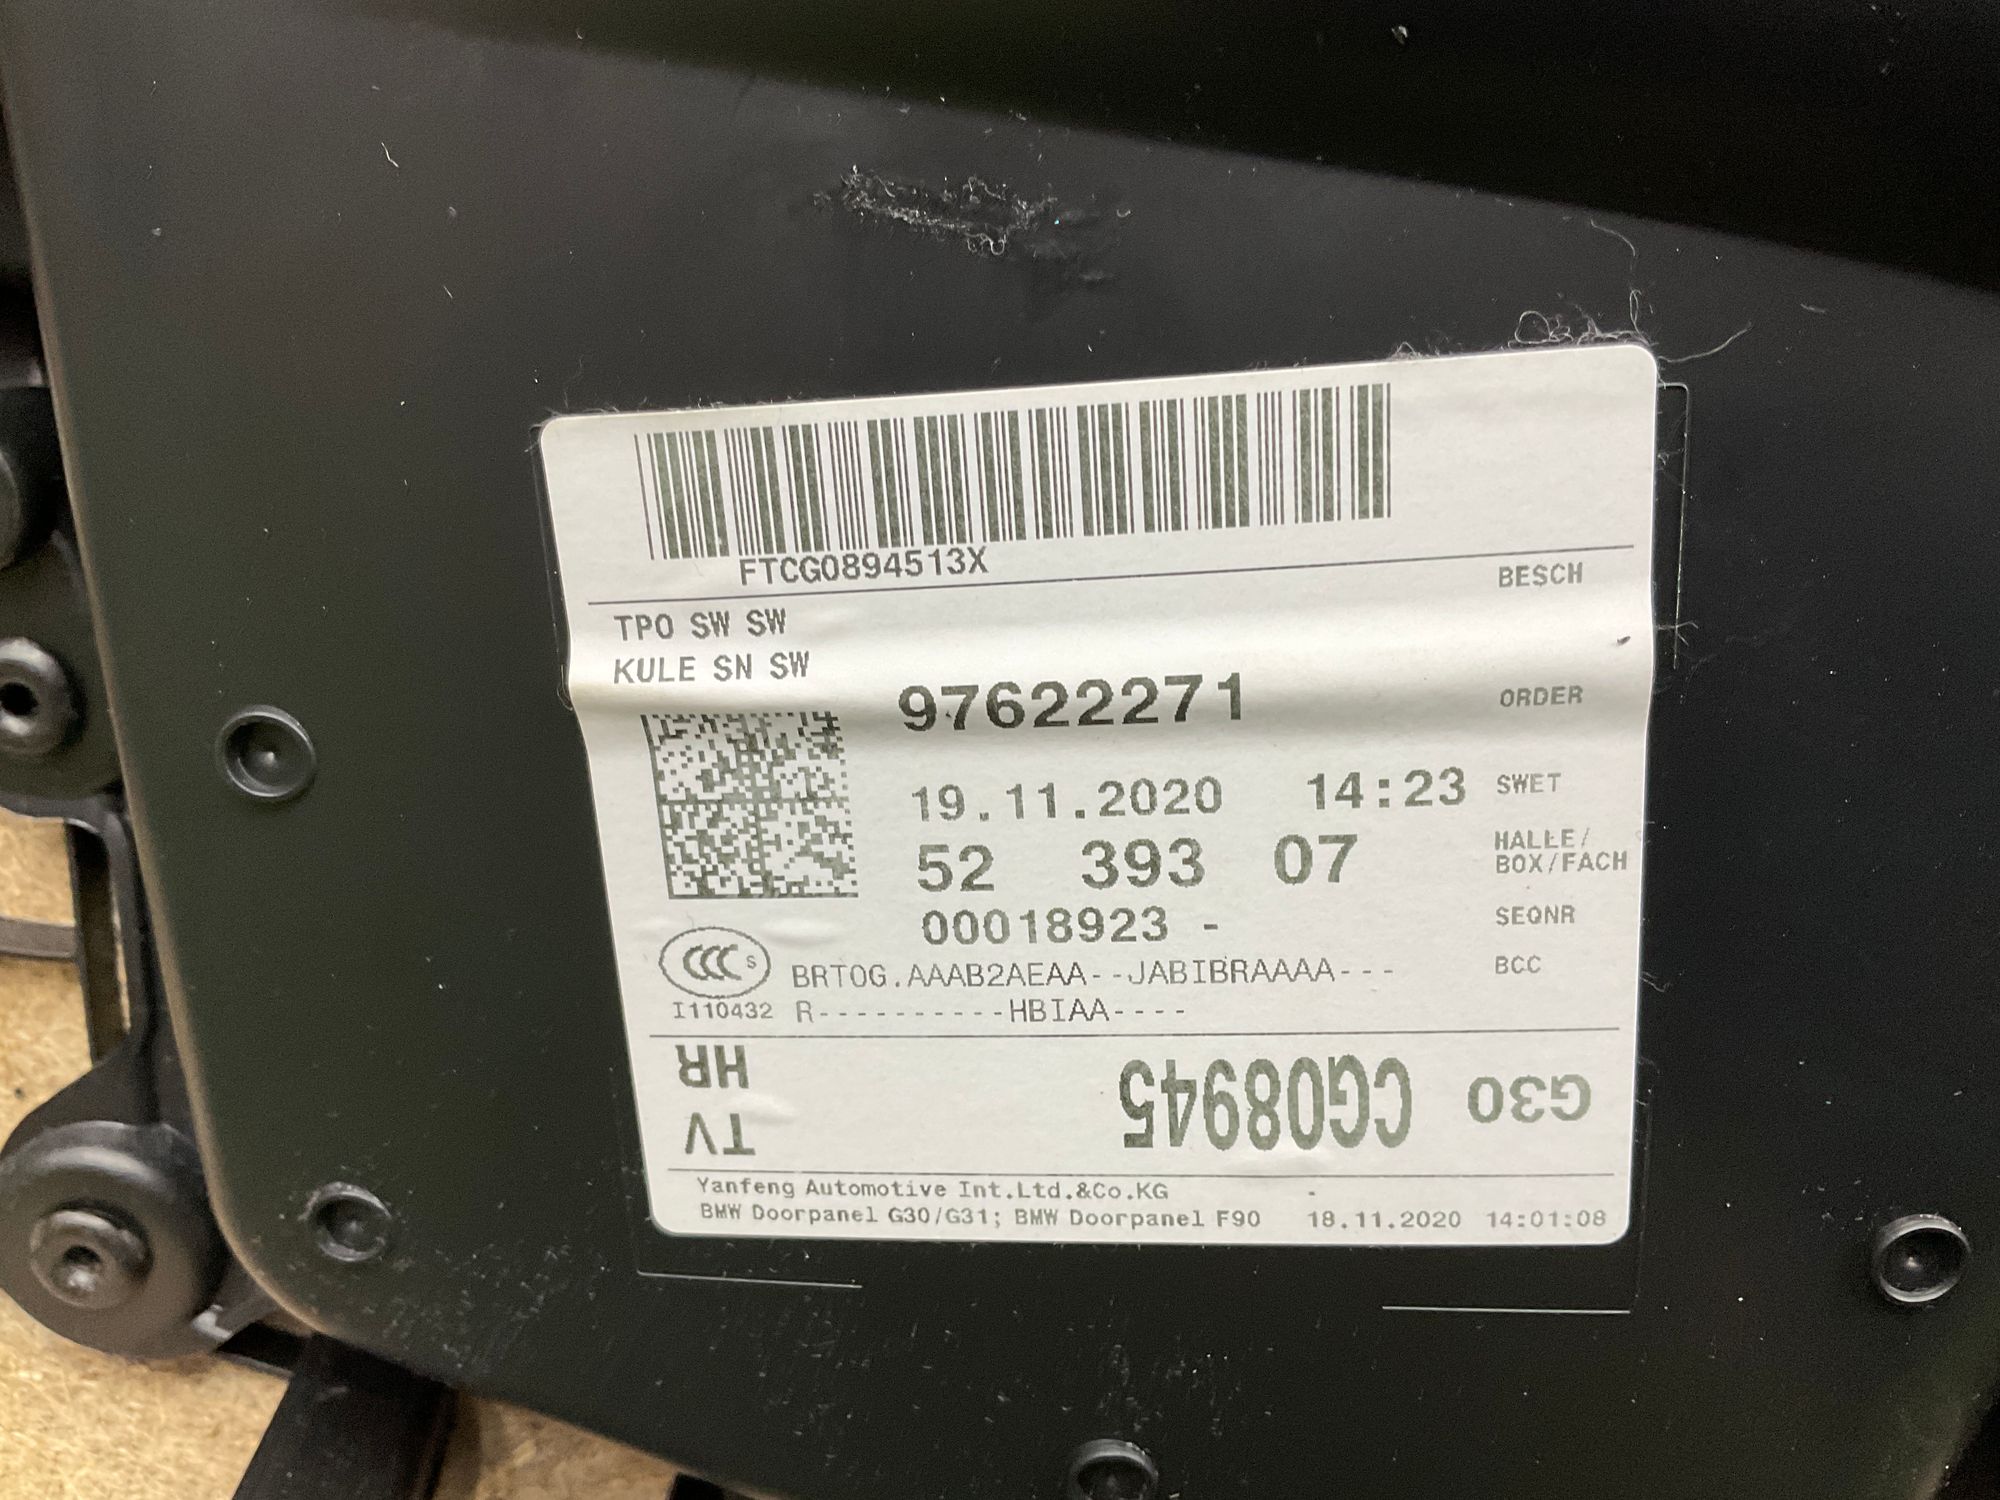 FTCG0894513X
BESCH
TPO SW SW
KULE SN SW
97622271 ORDER
19.11.2020 14:23 SWET
52 393 07 HALLE/
BOX/FACH
00018923 - SEQNR
CCC S BRTOG.AAAB2AEAA--JABIBRAAAA--- BCC
I110432 R----------HBIAA----
G30 CG08945 TV
HR
Yanfeng Automotive Int.Ltd.&Co.KG -
BMW Doorpanel G30/G31; BMW Doorpanel F90 18.11.2020 14:01:08